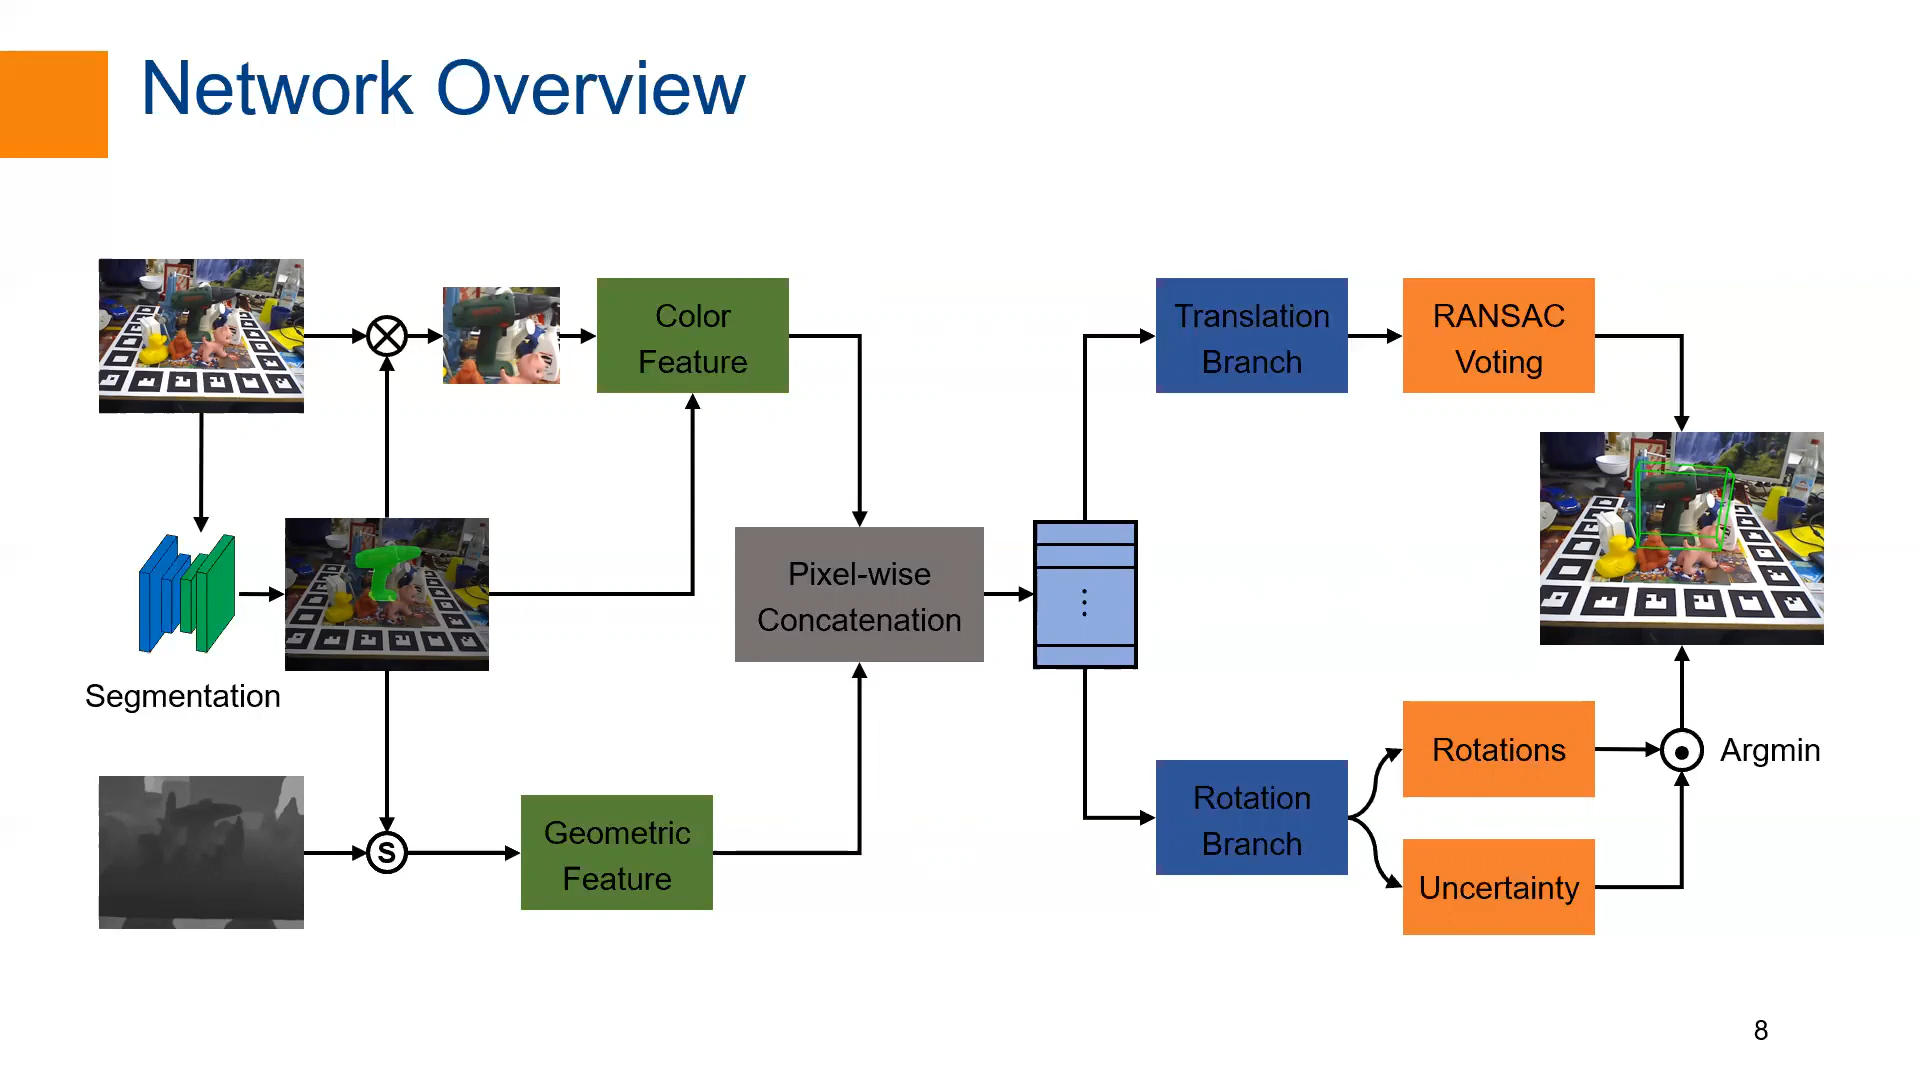 Network Overview
Color
Feature
Translation
Branch
RANSAC
Voting
Pixel-wise
Concatenation
Segmentation
S
Geometric
Feature
Rotation
Branch
Rotations
Argmin
Uncertainty
8